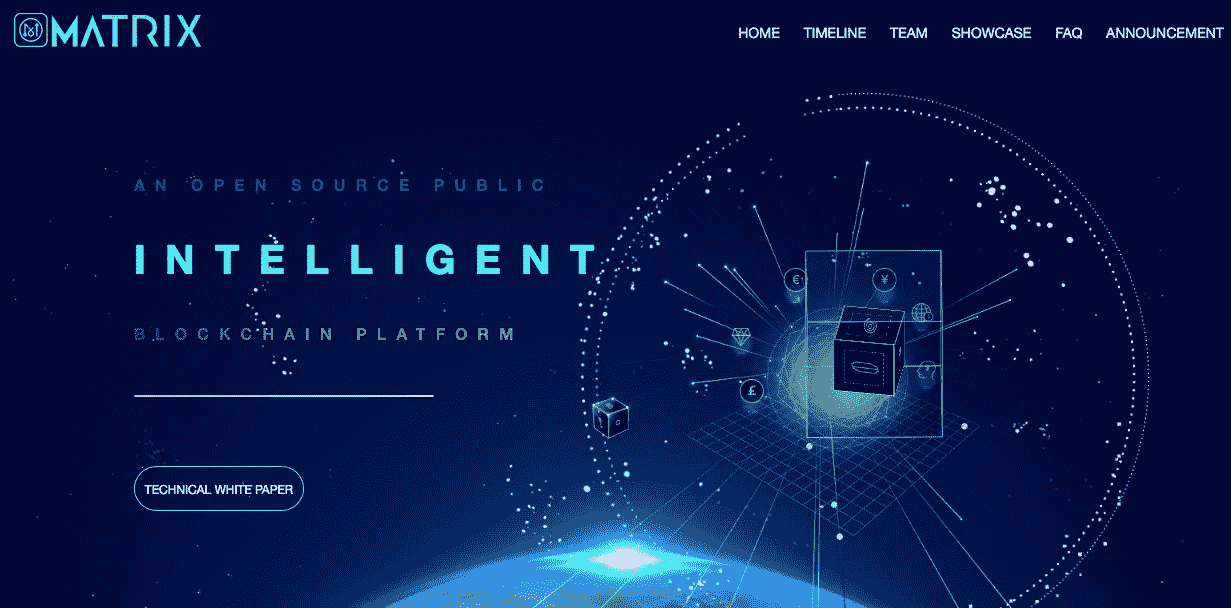 MATRIX
HOME TIMELINE TEAM SHOWCASE FAQ ANNOUNCEMENT
AN OPEN SOURCE PUBLIC
INTELLIGENT
BLOCKCHAIN PLATFORM
TECHNICAL WHITE PAPER
€
¥
£